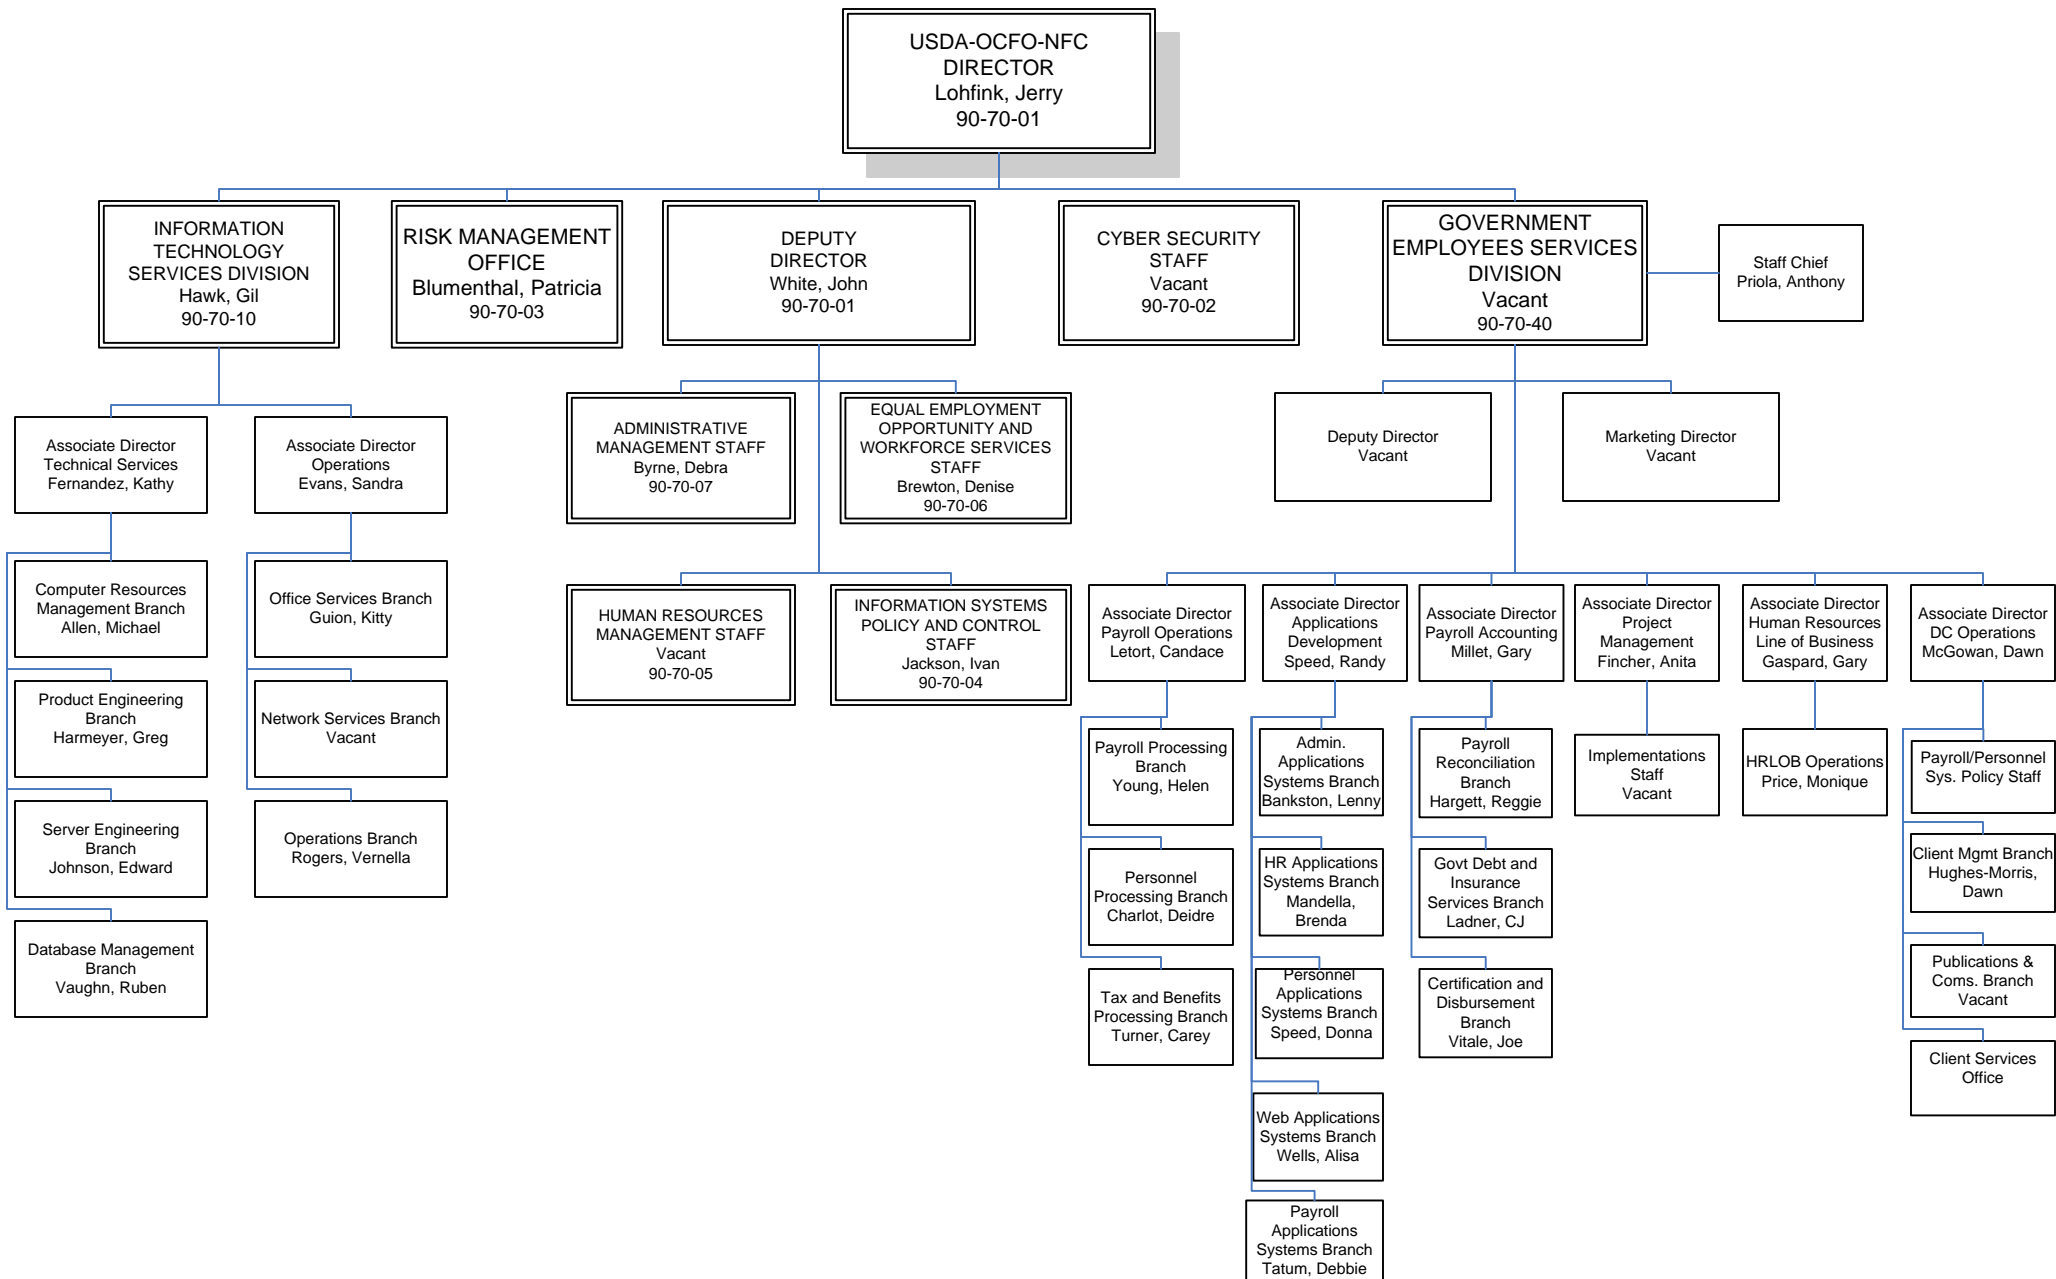 USDA-OCFO-NFC
DIRECTOR
Lohfink, Jerry
90-70-01
INFORMATION
TECHNOLOGY
SERVICES DIVISION
Hawk, Gil
90-70-10
RISK MANAGEMENT
OFFICE
Blumenthal, Patricia
90-70-03
DEPUTY
DIRECTOR
White, John
90-70-01
CYBER SECURITY
STAFF
Vacant
90-70-02
GOVERNMENT
EMPLOYEES SERVICES
DIVISION
Vacant
90-70-40
Staff Chief
Priola, Anthony
Associate Director
Technical Services
Fernandez, Kathy
Associate Director
Operations
Evans, Sandra
ADMINISTRATIVE
MANAGEMENT STAFF
Byrne, Debra
90-70-07
EQUAL EMPLOYMENT
OPPORTUNITY AND
WORKFORCE SERVICES
STAFF
Brewton, Denise
90-70-06
Deputy Director
Vacant
Marketing Director
Vacant
Computer Resources
Management Branch
Allen, Michael
Office Services Branch
Guion, Kitty
HUMAN RESOURCES
MANAGEMENT STAFF
Vacant
90-70-05
INFORMATION SYSTEMS
POLICY AND CONTROL
STAFF
Jackson, Ivan
90-70-04
Associate Director
Payroll Operations
Letort, Candace
Associate Director
Applications
Development
Speed, Randy
Associate Director
Payroll Accounting
Millet, Gary
Associate Director
Project
Management
Fincher, Anita
Associate Director
Human Resources
Line of Business
Gaspard, Gary
Associate Director
DC Operations
McGowan, Dawn
Product Engineering
Branch
Harmeyer, Greg
Network Services Branch
Vacant
Payroll Processing
Branch
Young, Helen
Admin.
Applications
Systems Branch
Bankston, Lenny
Payroll
Reconciliation
Branch
Hargett, Reggie
Implementations
Staff
Vacant
HRLOB Operations
Price, Monique
Payroll/Personnel
Sys. Policy Staff
Server Engineering
Branch
Johnson, Edward
Operations Branch
Rogers, Vernella
Personnel
Processing Branch
Charlot, Deidre
HR Applications
Systems Branch
Mandella,
Brenda
Govt Debt and
Insurance
Services Branch
Ladner, CJ
Client Mgmt Branch
Hughes-Morris,
Dawn
Database Management
Branch
Vaughn, Ruben
Tax and Benefits
Processing Branch
Turner, Carey
Personnel
Applications
Systems Branch
Speed, Donna
Certification and
Disbursement
Branch
Vitale, Joe
Publications &
Coms. Branch
Vacant
Client Services
Office
Web Applications
Systems Branch
Wells, Alisa
Payroll
Applications
Systems Branch
Tatum, Debbie